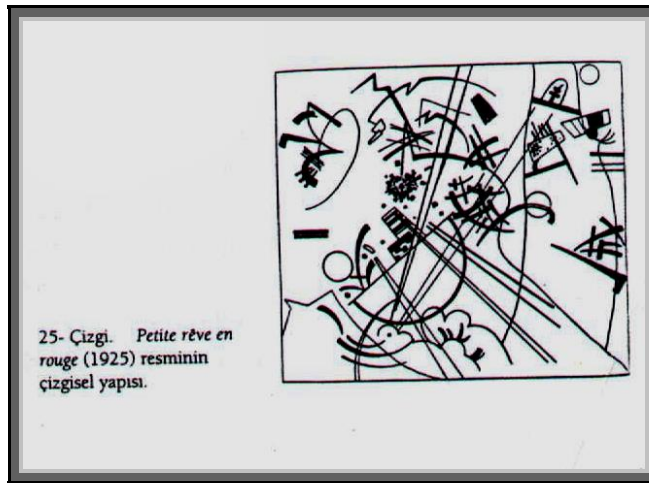 25- Çizgi. Petite rêve en
rouge (1925) resminin
çizgisel yapısı.